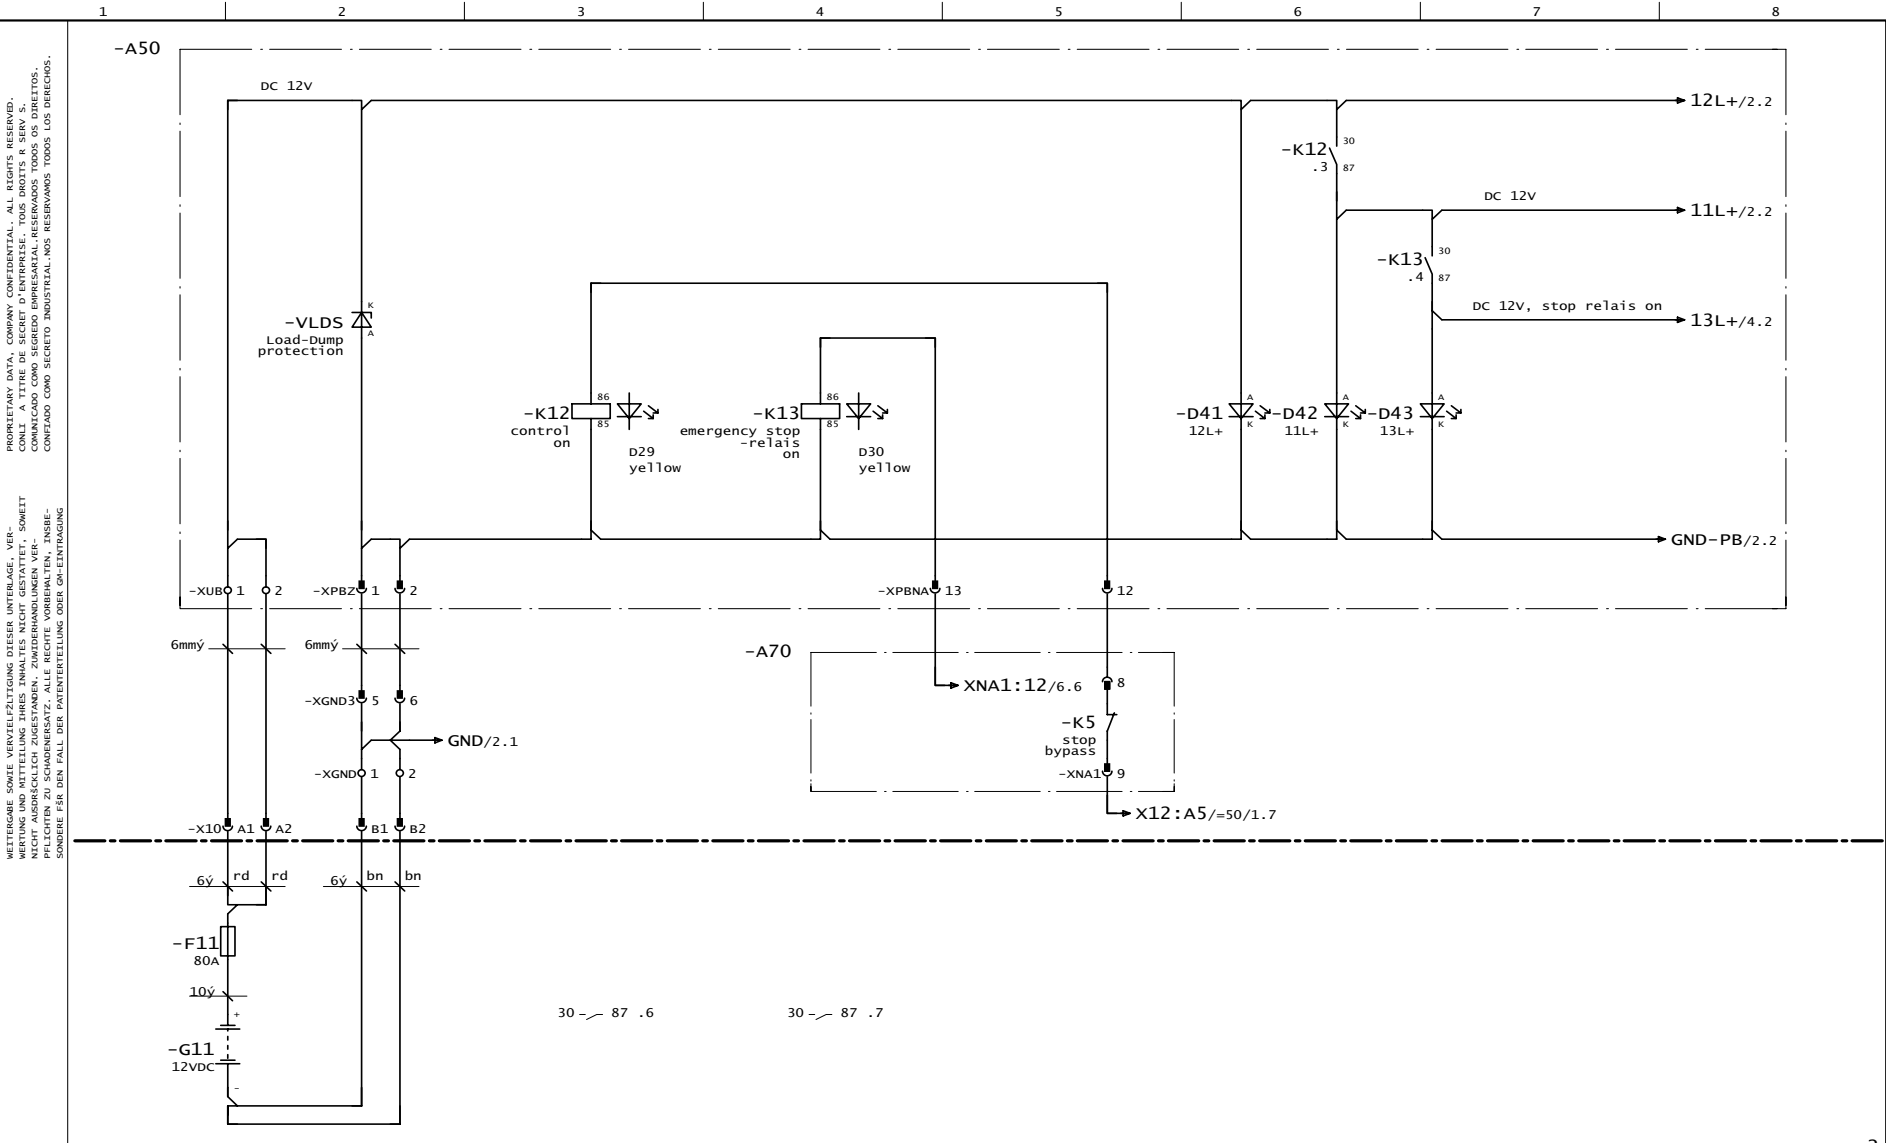 1 2 3 4 5 6 7 8
-A50
DC 12V
12L+/2.2
-K12 30
.3 87
DC 12V
11L+/2.2
-K13 30
.4 87
DC 12V, stop relais on
13L+/4.2
-VLDS K
A
Load-Dump
protection
-K12 86
85
control
on
D29
yellow
-K13 86
85
emergency stop
-relais
on
D30
yellow
-D41 A
12L+ K
-D42 A
11L+ K
-D43 A
13L+ K
GND-PB/2.2
-XUB 1 2
-XPBZ 1 2
-XPBNA 13
12
6mmý
6mmý
-A70
XNA1:12/6.6
8
-XGND3 5 6
-K5
stop
bypass
GND/2.1
-XGND 1 2
-XNA1 9
X12:A5/=50/1.7
-X10 A1 A2 B1 B2
6ý rd rd
6ý bn bn
-F11
80A
10ý
+
-G11
12VDC
-
30 87 .6
30 87 .7
PROPRIETARY DATA, COMPANY CONFIDENTIAL. ALL RIGHTS RESERVED.
CONLI A TITRE DE SECRET D'ENTRPRISE. TOUS DROITS R SERV S.
COMUNICADO COMO SEGREDO EMPRESARIAL.RESERVADOS TODOS OS DIREITOS.
CONFIADO COMO SECRETO INDUSTRIAL.NOS RESERVAMOS TODOS LOS DERECHOS.
WEITERGABE SOWIE VERVIELFŽLTIGUNG DIESER UNTERLAGE, VER-
WERTUNG UND MITTEILUNG IHRES INHALTES NICHT GESTATTET, SOWEIT
NICHT AUSDRŠCKLICH ZUGESTANDEN. ZUWIDERHANDLUNGEN VER-
PFLICHTEN ZU SCHADENERSATZ. ALLE RECHTE VORBEHALTEN, INSBE-
SONDERE FŠR DEN FALL DER PATENTERTEILUNG ODER GM-EINTRAGUNG